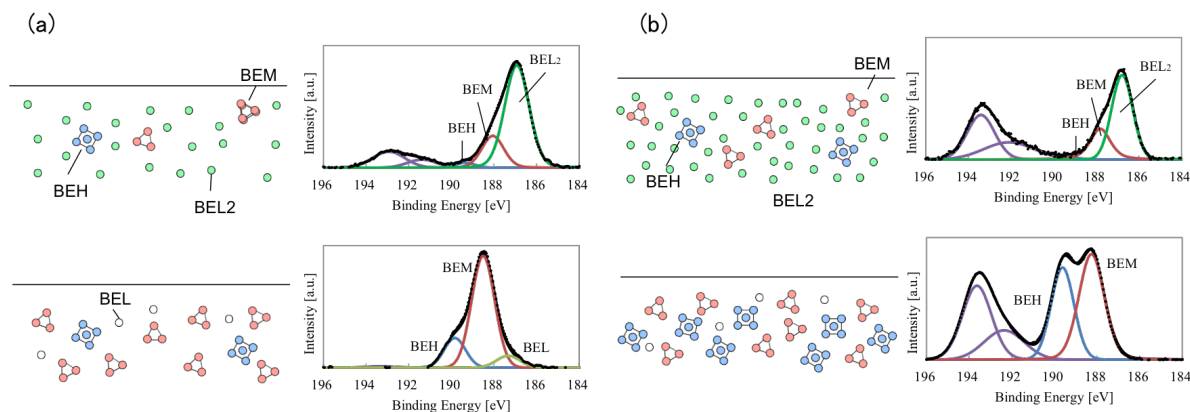 (a)
BEM
BEH
BEL2
Intensity [a.u.]
BEH
BEM
BEL2
196 194 192 190 188 186 184
Binding Energy [eV]
(b)
BEM
BEH
BEL2
Intensity [a.u.]
BEH
BEM
BEL2
196 194 192 190 188 186 184
Binding Energy [eV]
BEL
Intensity [a.u.]
BEM
BEH
BEL
196 194 192 190 188 186 184
Binding Energy [eV]
Intensity [a.u.]
BEH
BEM
196 194 192 190 188 186 184
Binding Energy [eV]